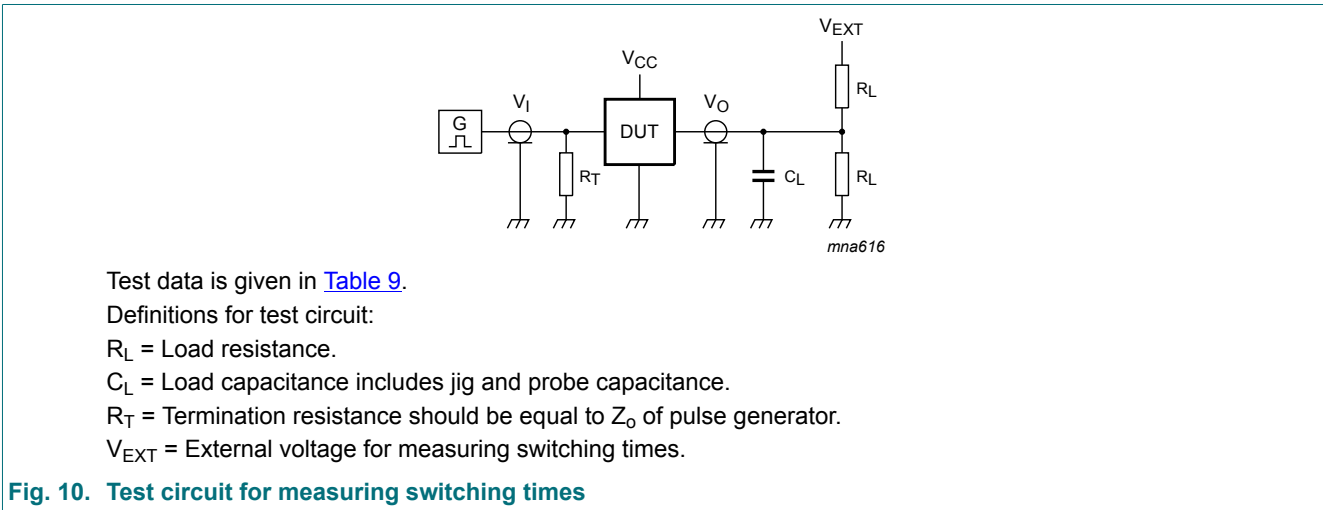 VEXT
VCC
RL
VI
VO
G
DUT
RT
CL
RL
mna616
Test data is given in Table 9.
Definitions for test circuit:
RL = Load resistance.
CL = Load capacitance includes jig and probe capacitance.
RT = Termination resistance should be equal to Zo of pulse generator.
VEXT = External voltage for measuring switching times.
Fig. 10. Test circuit for measuring switching times